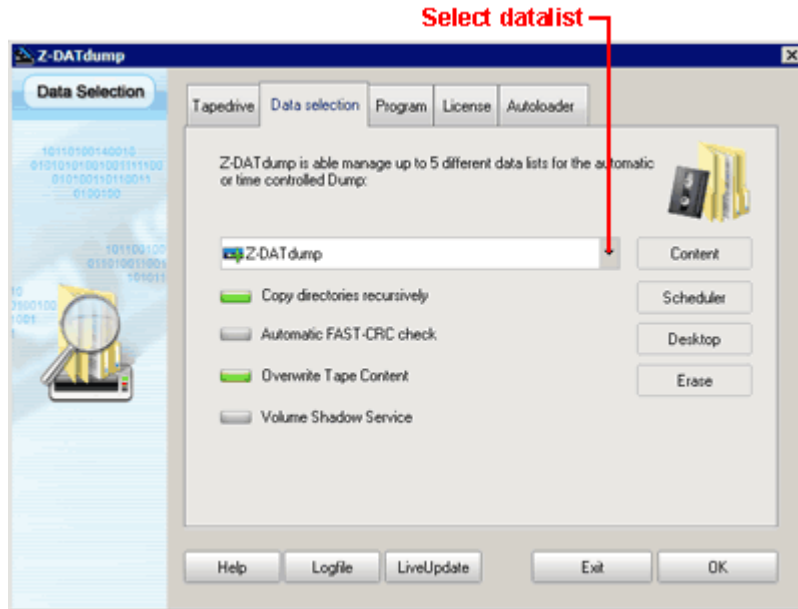 Select datalist
Z-DATdump
Data Selection
Tapedrive
Data selection
Program
License
Autoloader
10110100140010
Z-DATdump is able manage up to 5 different data lists for the automatic
or time controlled Dump:
Z-DATdump
Content
Copy directories recursively
Scheduler
Automatic FAST-CRC check
Desktop
Overwrite Tape Content
Erase
Volume Shadow Service
Help
Logfile
LiveUpdate
Exit
OK